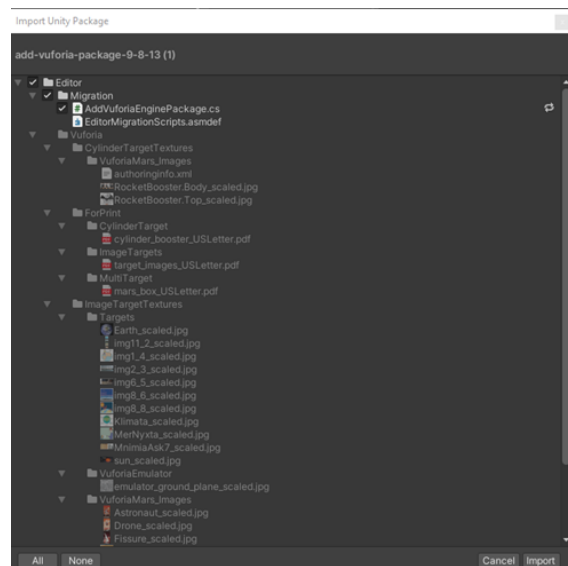 Import Unity Package
add-vuforia-package-9-8-13 (1)
Editor
Migration
AddVuforiaEnginePackage.cs
EditorMigrationScripts.asmdef
Vuforia
CylinderTargetTextures
VuforiaMars_Images
authoringinfo.xml
RocketBooster.Body_scaled.jpg
RocketBooster.Top_scaled.jpg
ForPrint
CylinderTarget
cylinder_booster_USLetter.pdf
ImageTargets
target_images_USLetter.pdf
MultiTarget
mars_box_USLetter.pdf
ImageTargetTextures
Targets
Earth_scaled.jpg
img11_2_scaled.jpg
img1_4_scaled.jpg
img2_3_scaled.jpg
img6_5_scaled.jpg
img8_6_scaled.jpg
img8_8_scaled.jpg
Klimata_scaled.jpg
MerNyxta_scaled.jpg
MnimiaAsk7_scaled.jpg
sun_scaled.jpg
VuforiaEmulator
emulator_ground_plane_scaled.jpg
VuforiaMars_Images
Astronaut_scaled.jpg
Drone_scaled.jpg
Fissure_scaled.jpg
All None Cancel Import